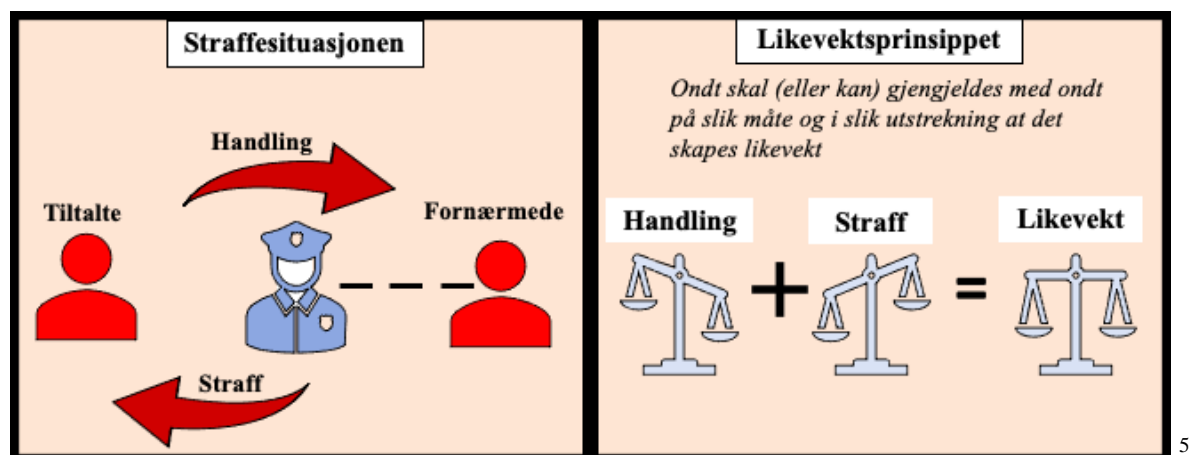 Straffesituasjonen
Handling
Tiltalte
Fornærmede
Straff
Likevektsprinsippet
Ondt skal (eller kan) gjengjeldes med ondt
på slik måte og i slik utstrekning at det
skapes likevekt
Handling + Straff = Likevekt
5